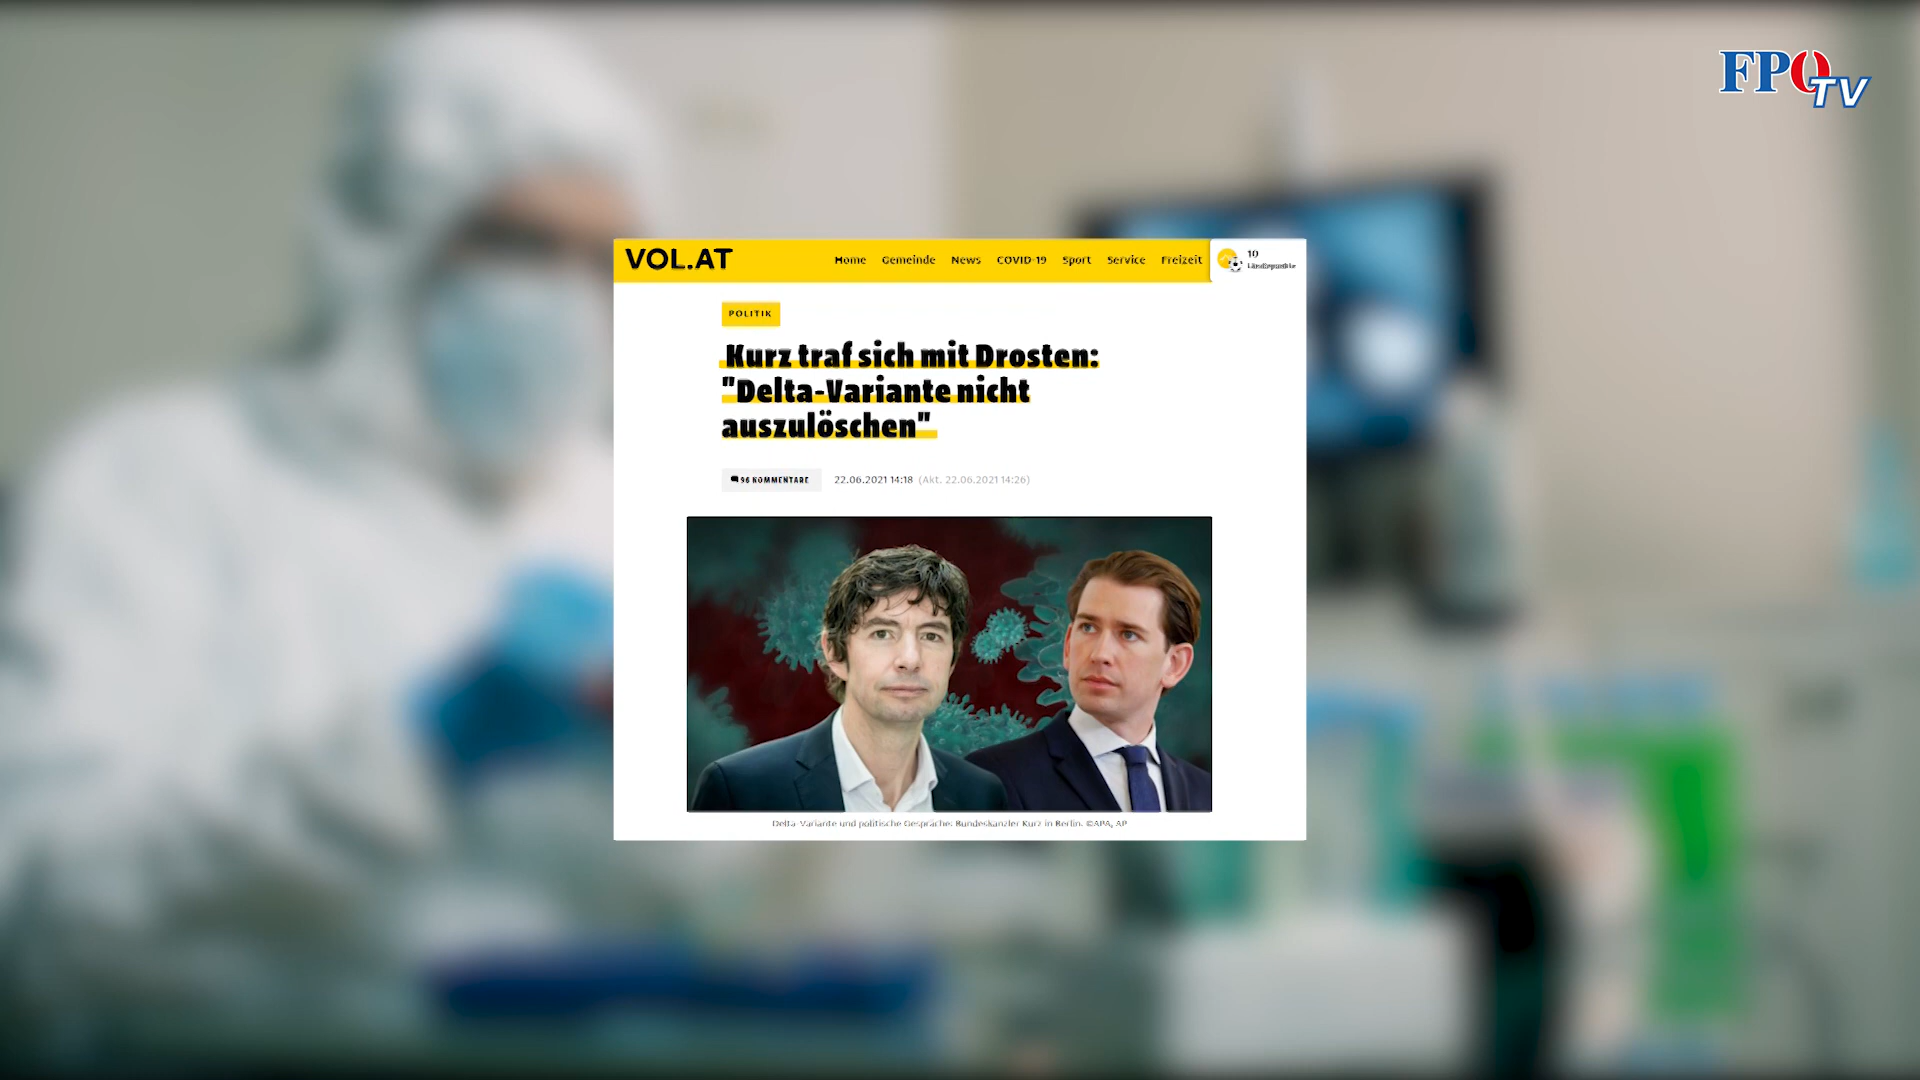 FPÖ TV
VOL.AT
Home Gemeinde News COVID-19 Sport Service Freizeit
10
Ländlepunkte
POLITIK
Kurz traf sich mit Drosten:
"Delta-Variante nicht
auszulöschen"
96 KOMMENTARE 22.06.2021 14:18 (Akt. 22.06.2021 14:26)
Delta-Variante und politische Gespräche: Bundeskanzler Kurz in Berlin. ©APA, AP